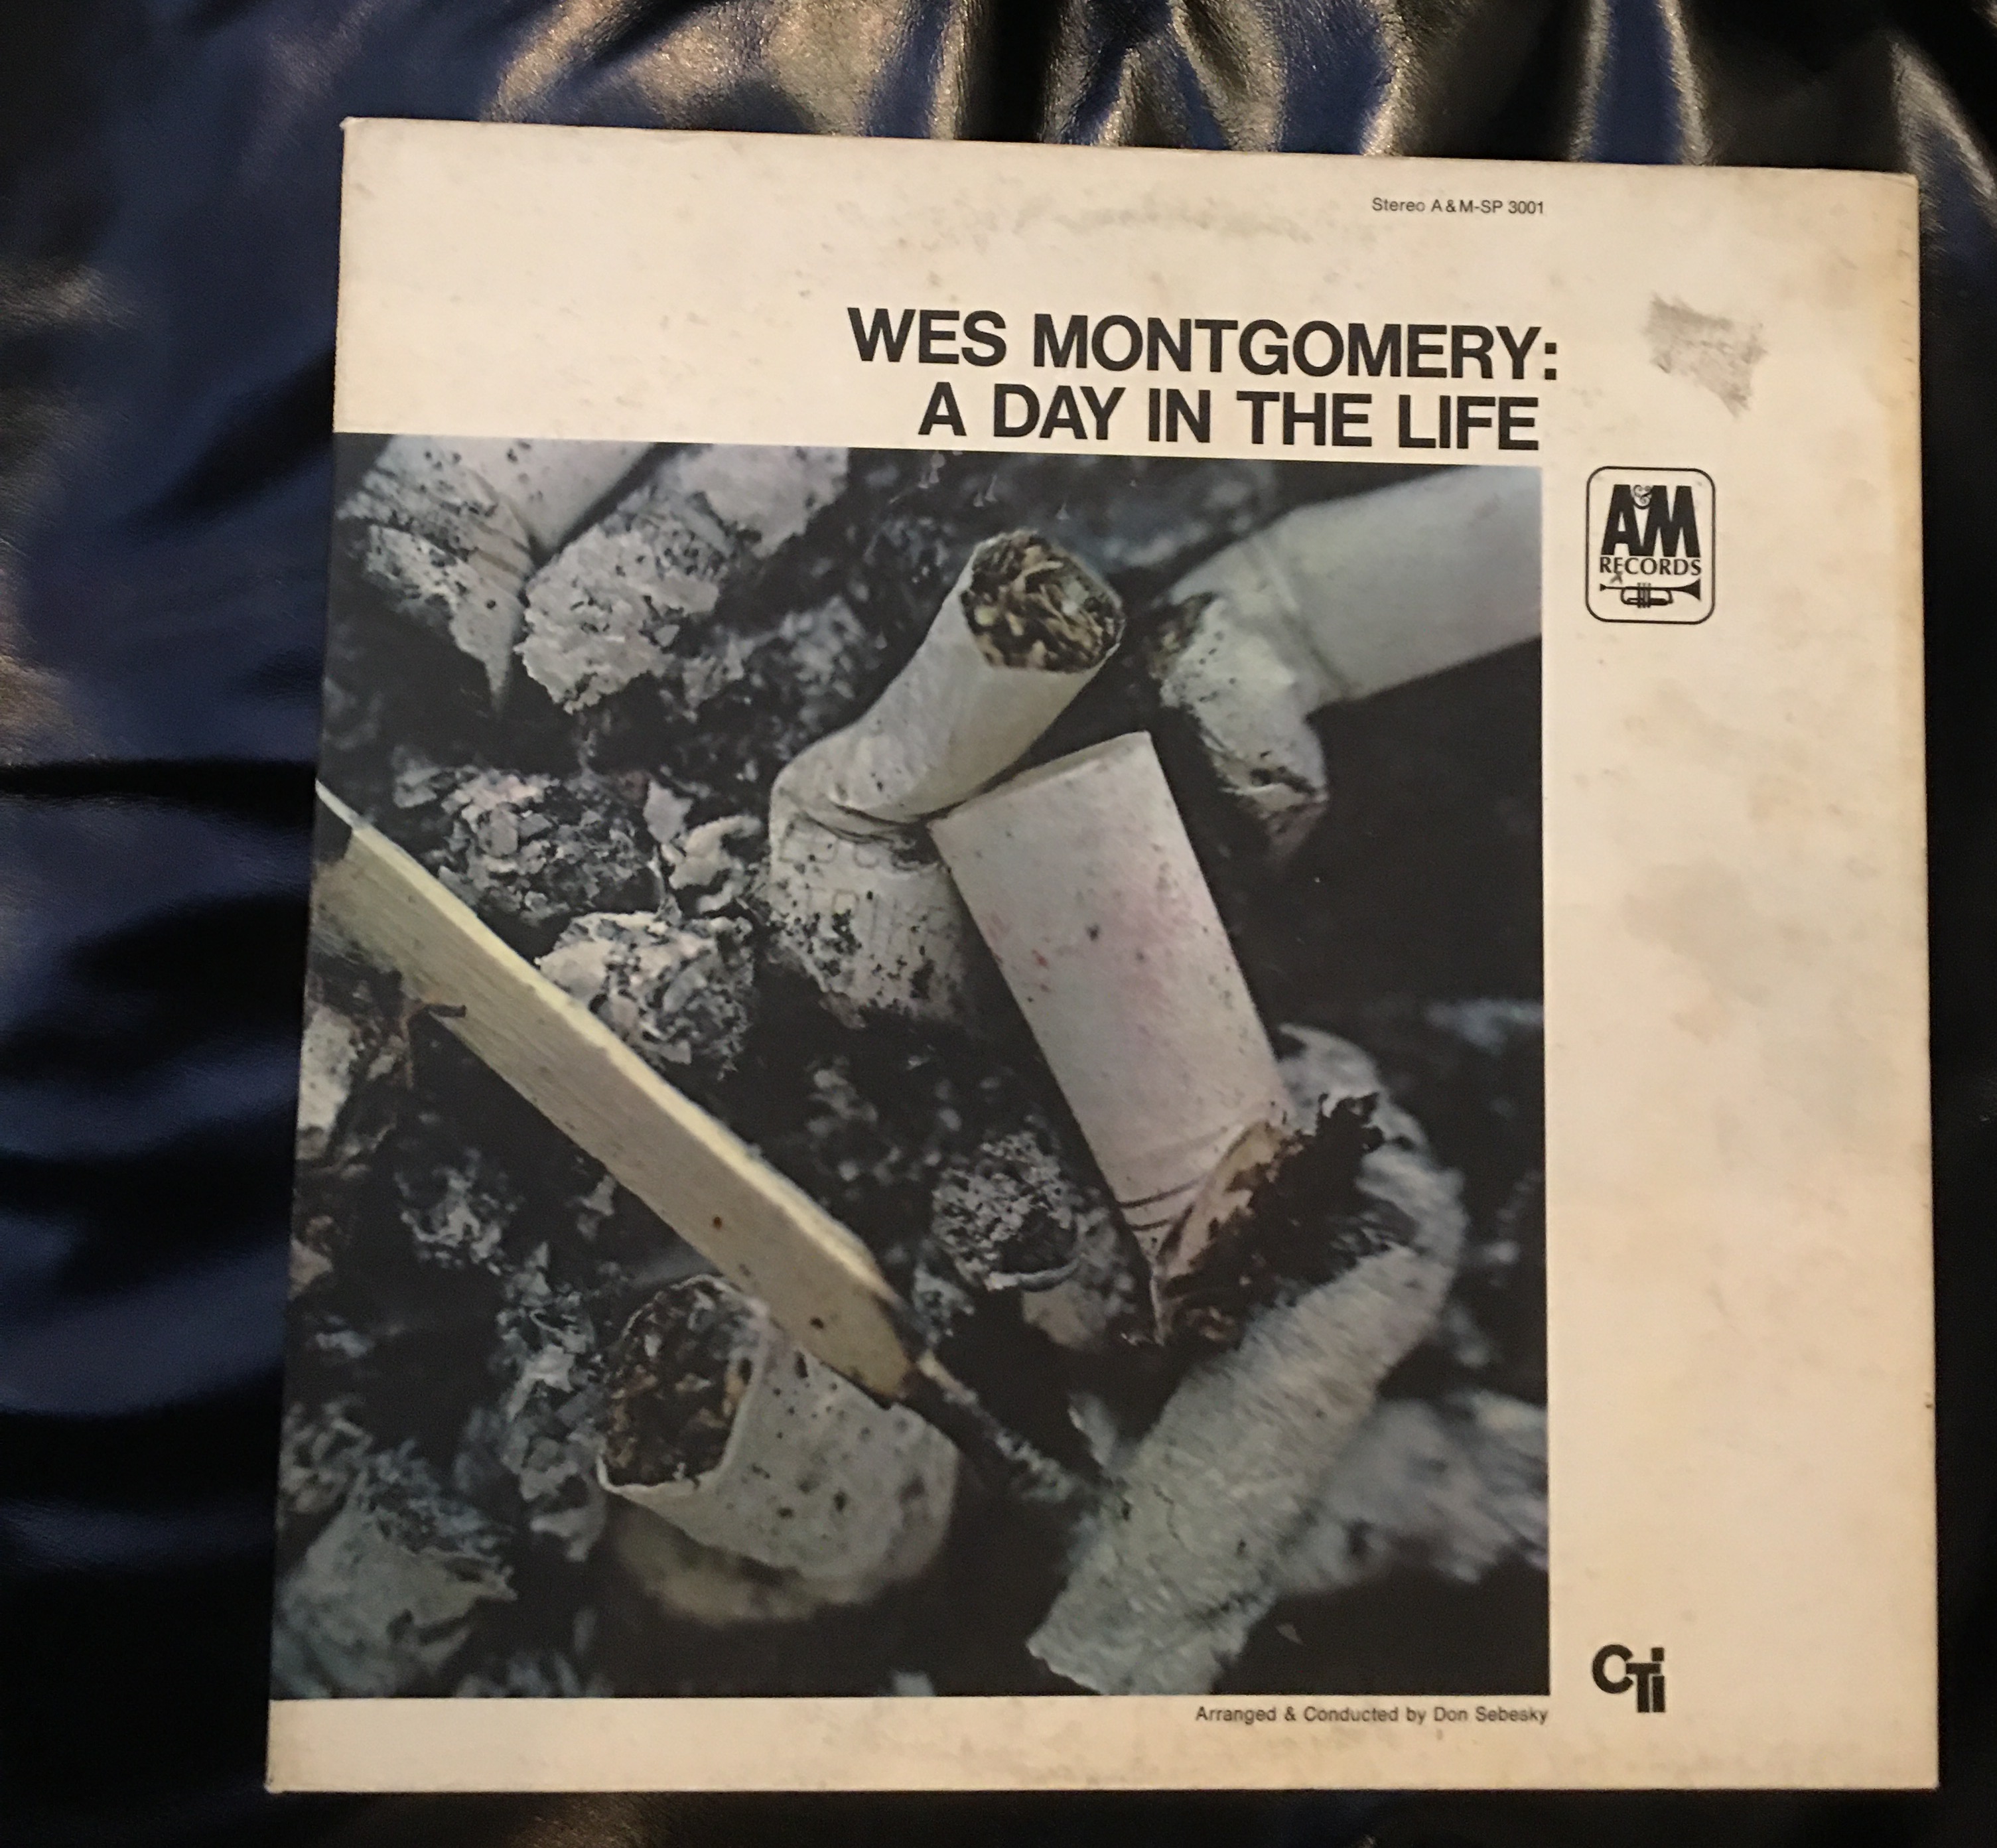 Stereo A&M-SP 3001
WES MONTGOMERY:
A DAY IN THE LIFE
A&M
RECORDS
CTi
Arranged & Conducted by Don Sebesky